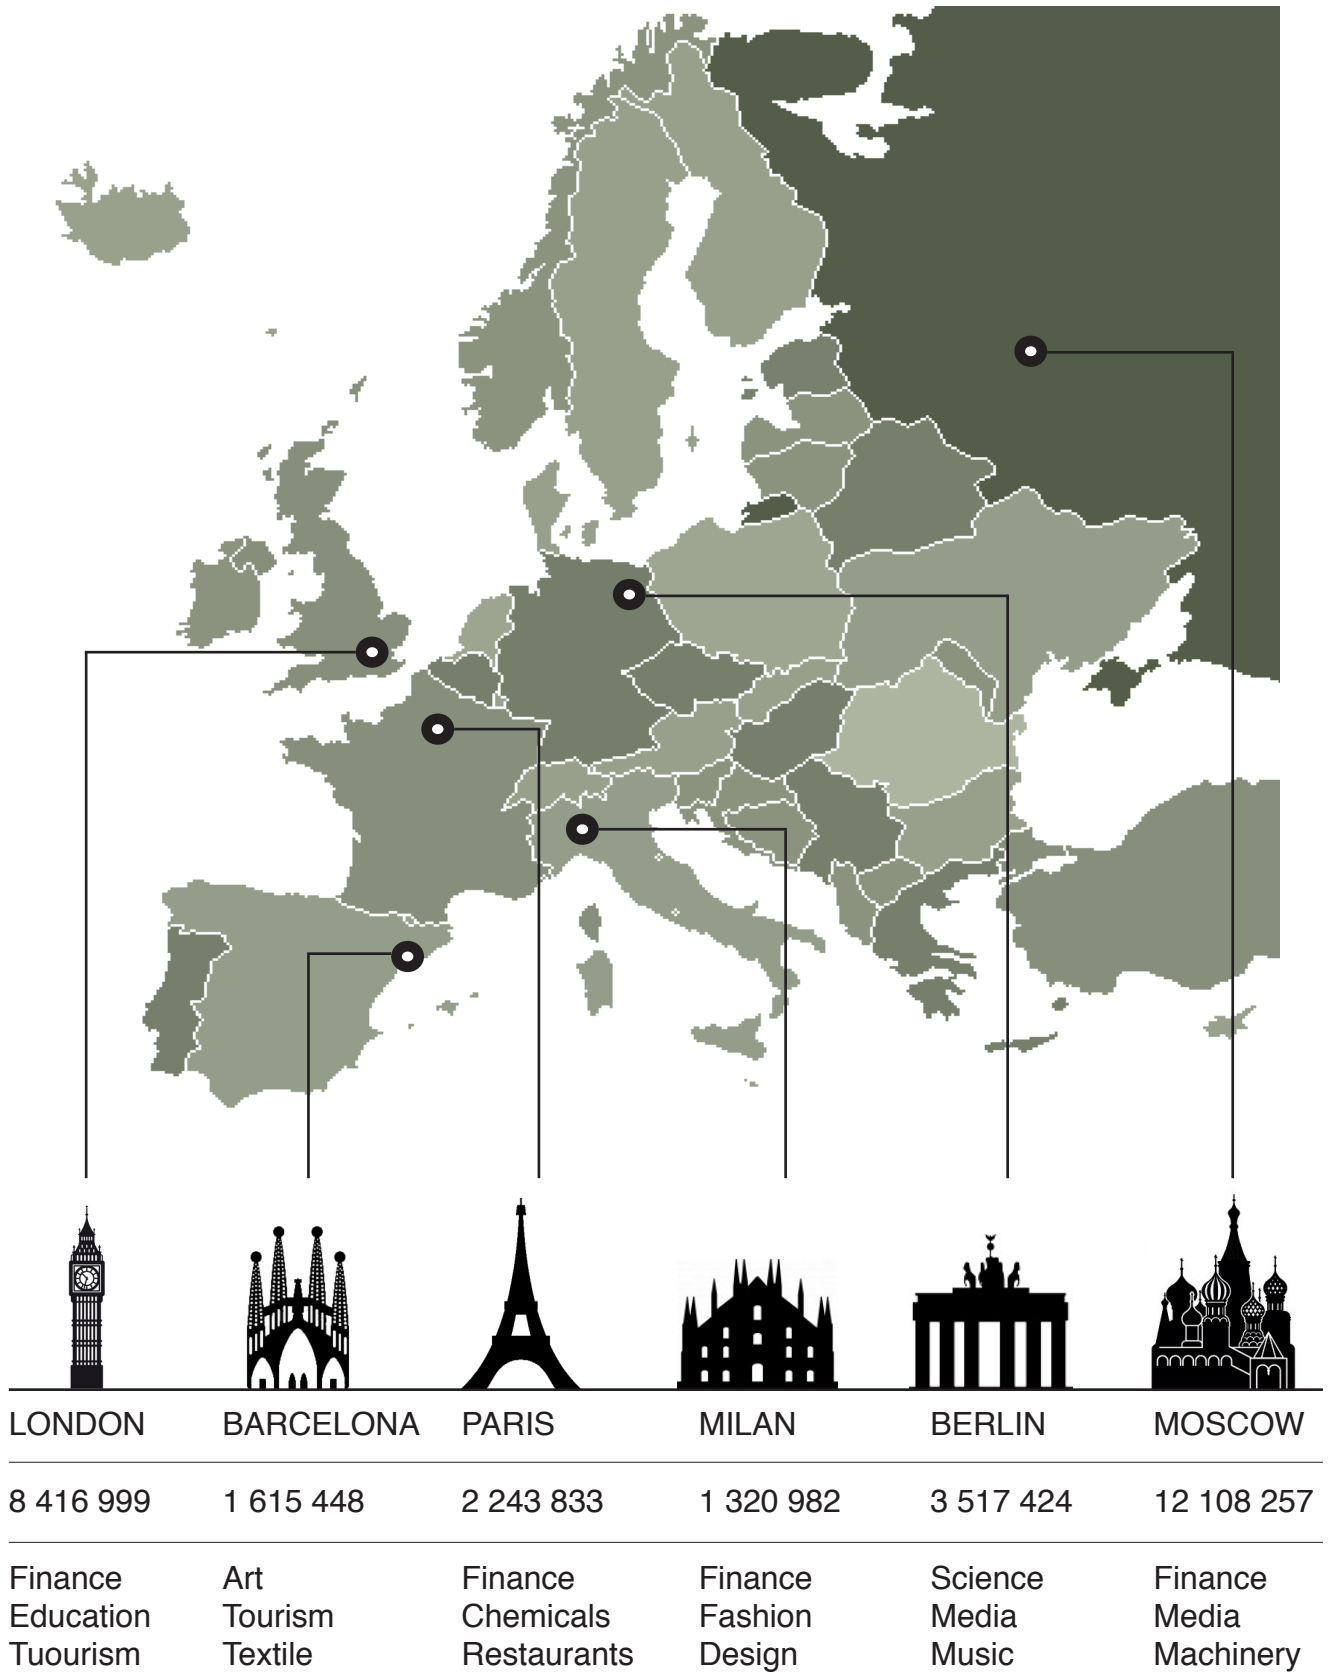 LONDON BARCELONA PARIS MILAN BERLIN MOSCOW
8 416 999 1 615 448 2 243 833 1 320 982 3 517 424 12 108 257
Finance Art Finance Finance Science Finance
Education Tourism Chemicals Fashion Media Media
Tuourism Textile Restaurants Design Music Machinery